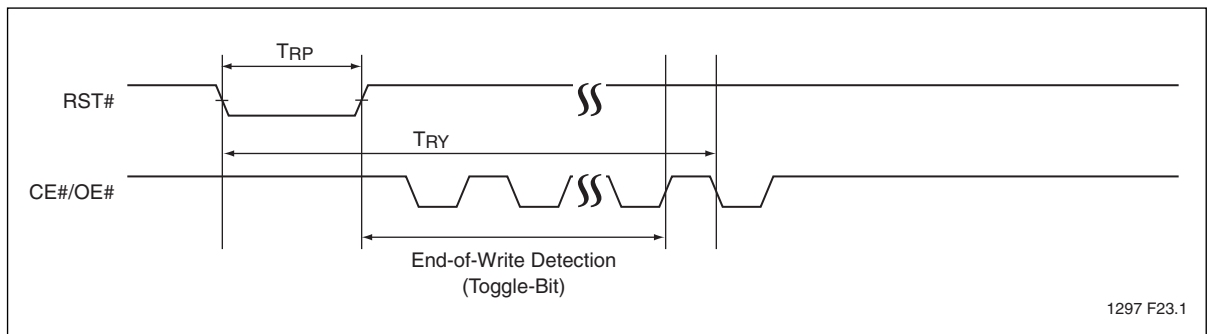 TRP
RST#
TRY
CE#/OE#
End-of-Write Detection
(Toggle-Bit)
1297 F23.1